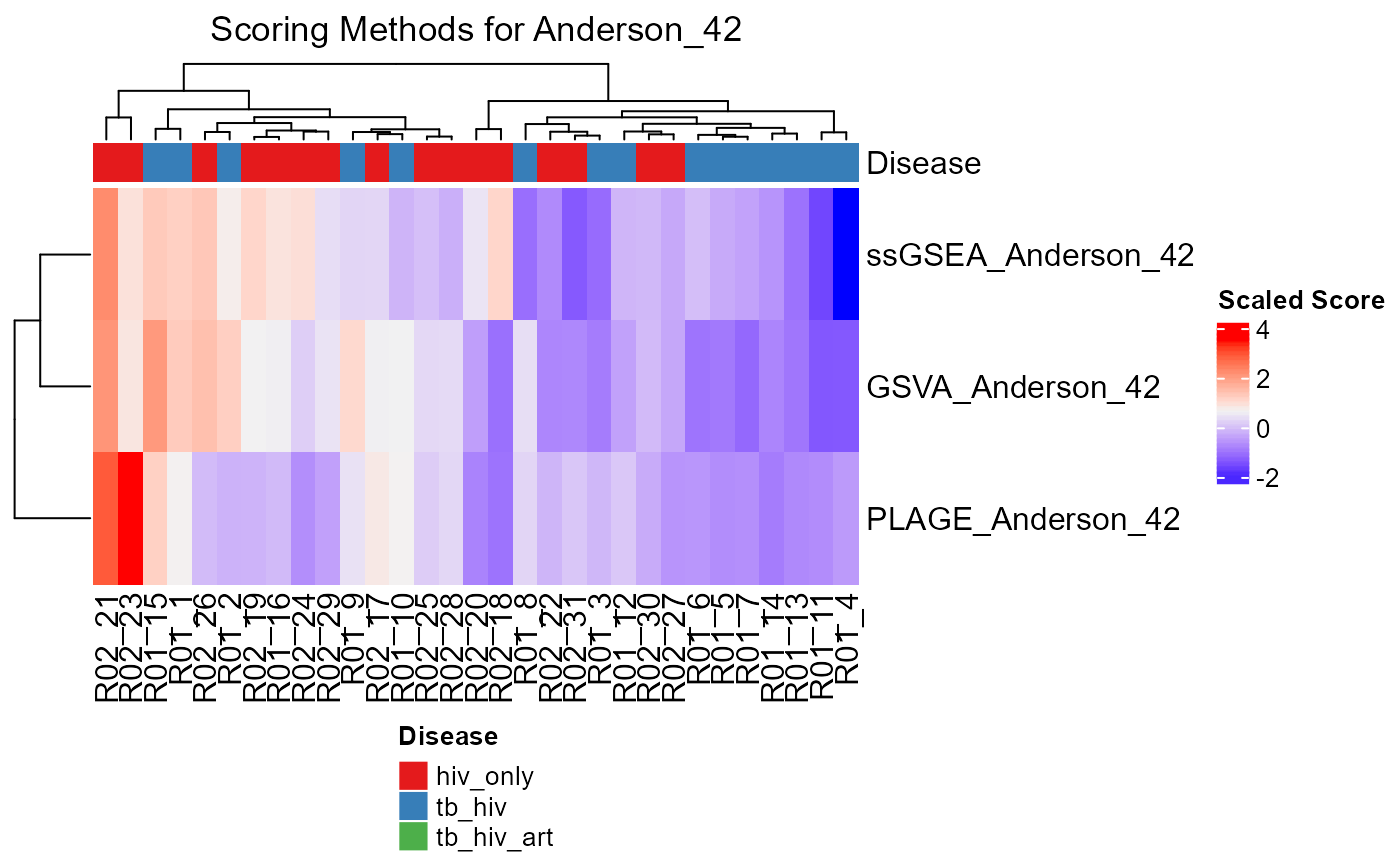 Scoring Methods for Anderson_42
Disease
ssGSEA_Anderson_42
GSVA_Anderson_42
PLAGE_Anderson_42
Scaled Score
4
2
0
-2
R02_21
R02_23
R01_15
R01_1
R02_26
R01_2
R02_19
R01_16
R02_24
R02_29
R01_9
R02_17
R01_10
R02_25
R02_28
R02_20
R02_18
R01_8
R02_22
R02_31
R01_3
R01_12
R02_30
R02_27
R01_6
R01_5
R01_7
R01_14
R01_13
R01_11
R01_4
Disease
hiv_only
tb_hiv
tb_hiv_art